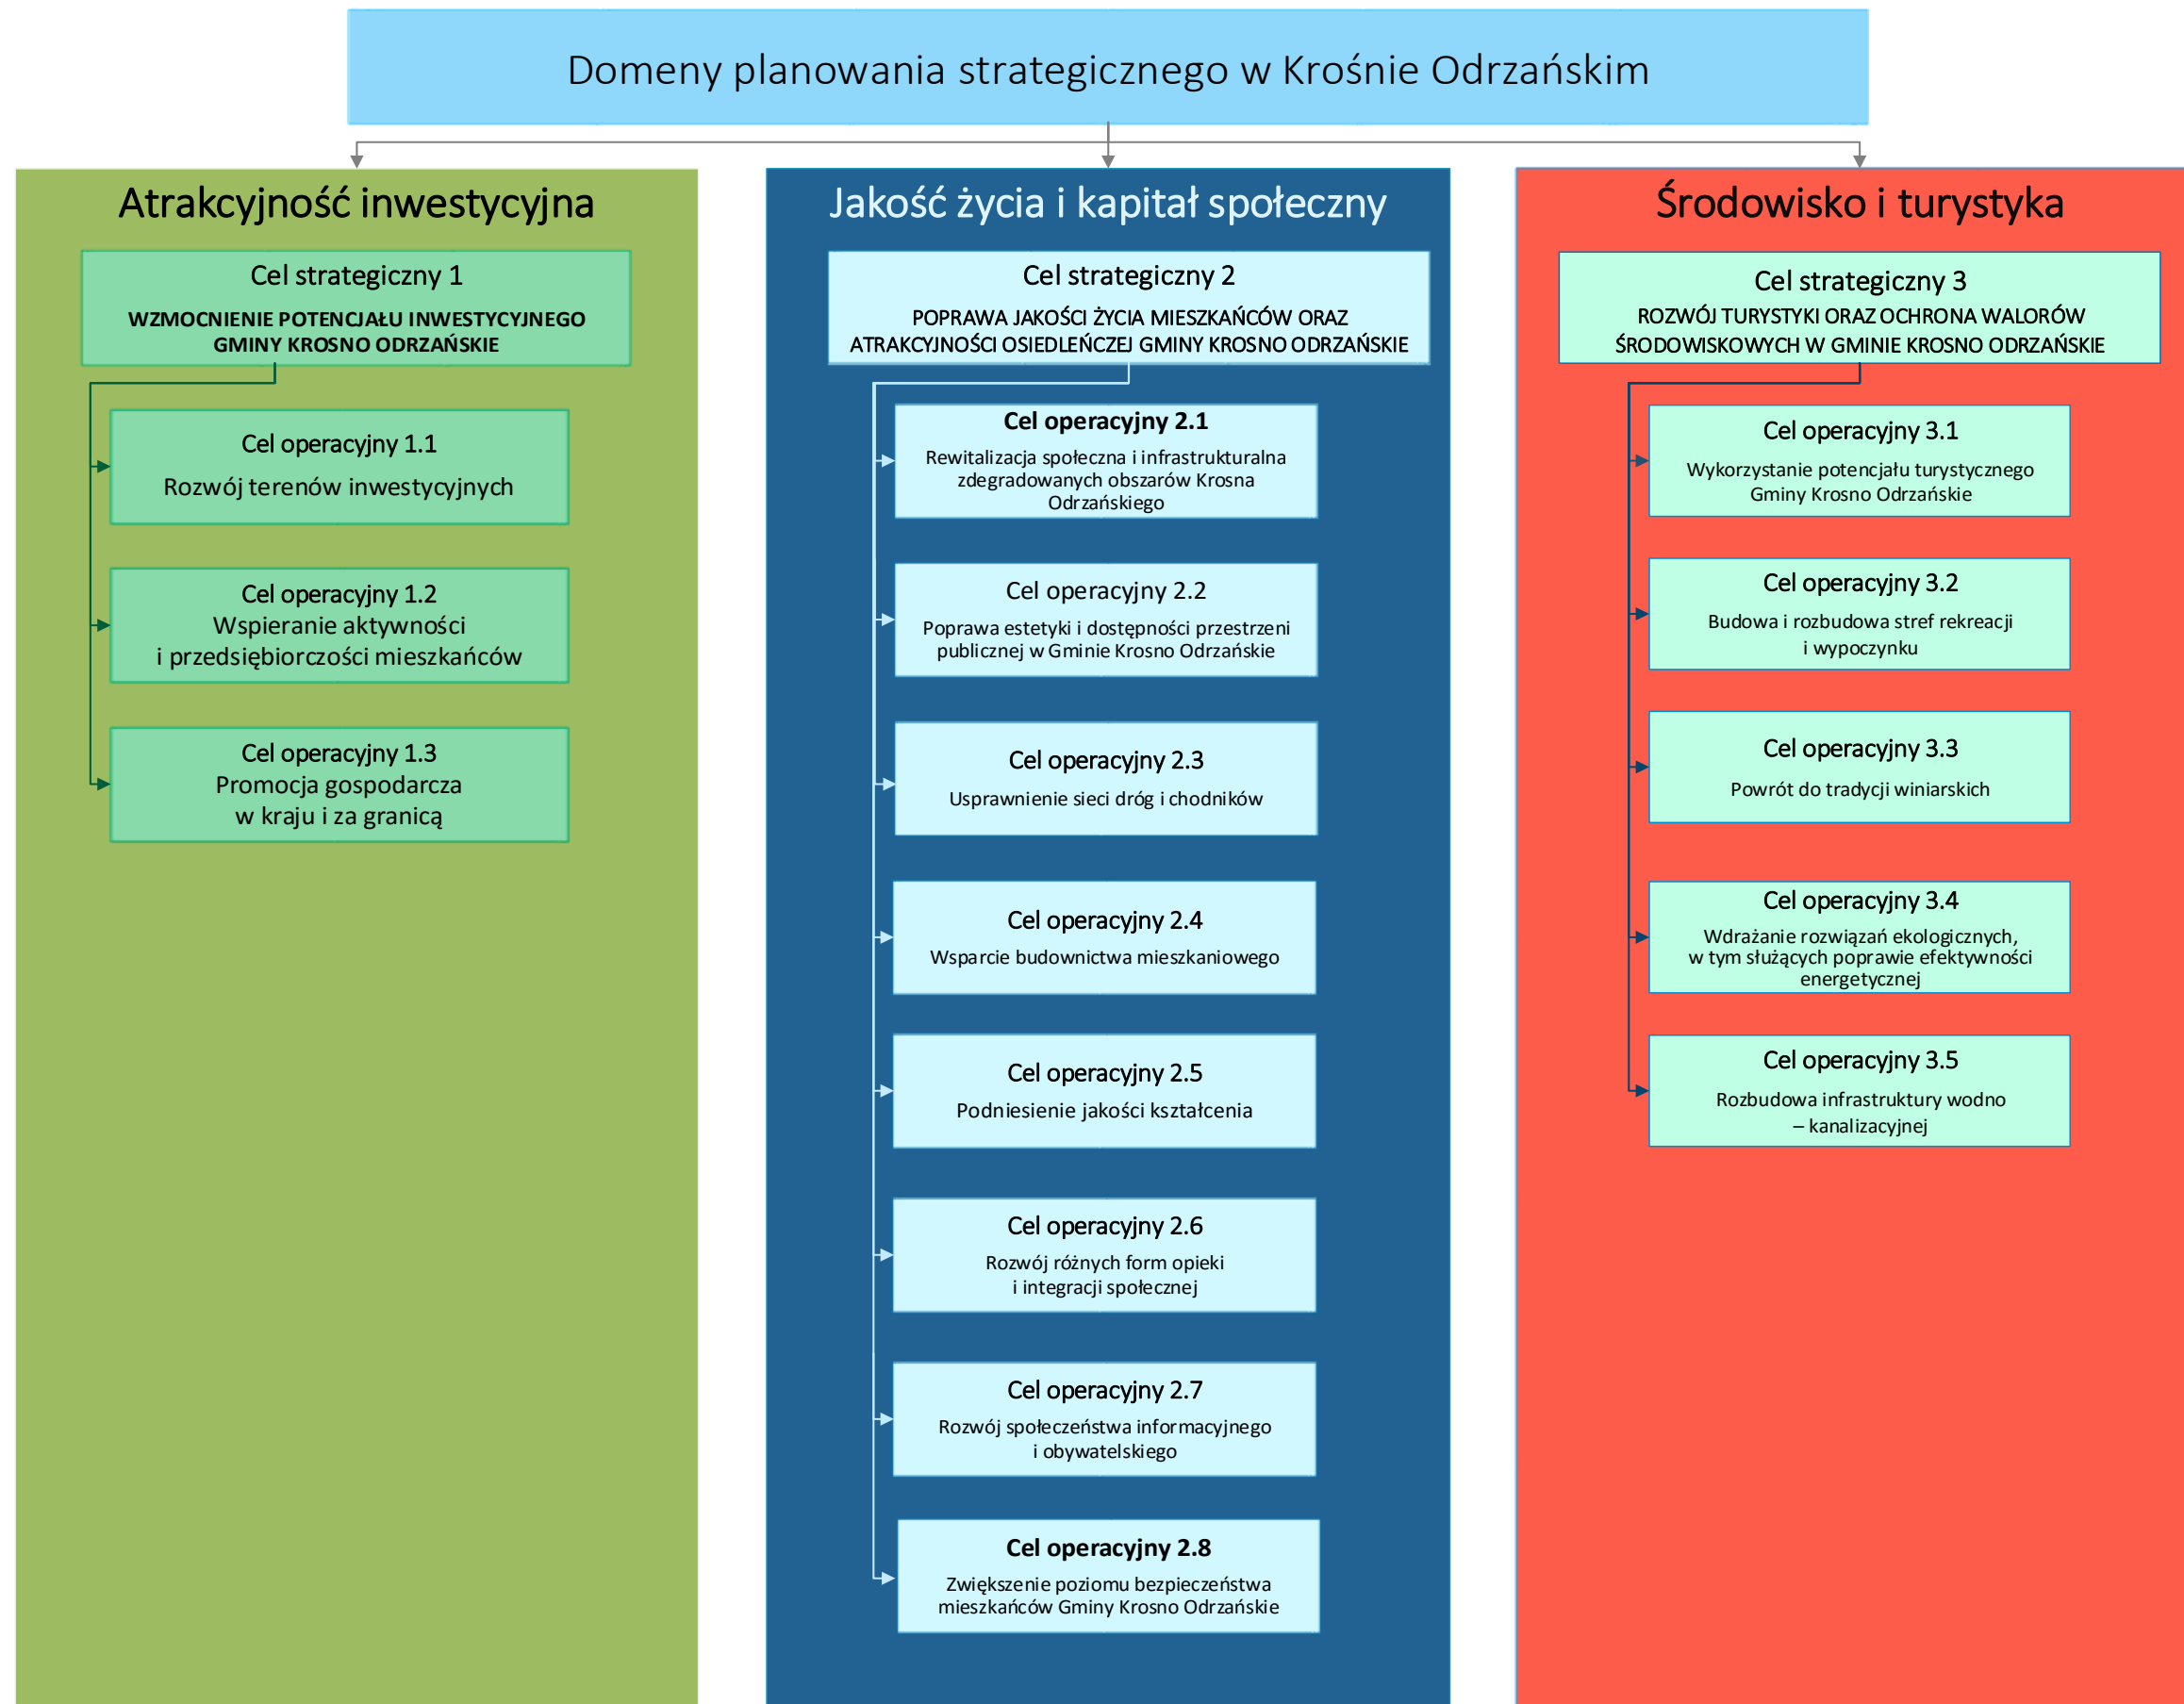 Domeny planowania strategicznego w Krośnie Odrzańskim
Atrakcyjność inwestycyjna
Cel strategiczny 1
WZMOCNIENIE POTENCJAŁU INWESTYCYJNEGO
GMINY KROSNO ODRZAŃSKIE
Cel operacyjny 1.1
Rozwój terenów inwestycyjnych
Cel operacyjny 1.2
Wspieranie aktywności
i przedsiębiorczości mieszkańców
Cel operacyjny 1.3
Promocja gospodarcza
w kraju i za granicą
Jakość życia i kapitał społeczny
Cel strategiczny 2
POPRAWA JAKOŚCI ŻYCIA MIESZKAŃCÓW ORAZ
ATRAKCYJNOŚCI OSIEDLEŃCZEJ GMINY KROSNO ODRZAŃSKIE
Cel operacyjny 2.1
Rewitalizacja społeczna i infrastrukturalna
zdegradowanych obszarów Krosna
Odrzańskiego
Cel operacyjny 2.2
Poprawa estetyki i dostępności przestrzeni
publicznej w Gminie Krosno Odrzańskie
Cel operacyjny 2.3
Usprawnienie sieci dróg i chodników
Cel operacyjny 2.4
Wsparcie budownictwa mieszkaniowego
Cel operacyjny 2.5
Podniesienie jakości kształcenia
Cel operacyjny 2.6
Rozwój różnych form opieki
i integracji społecznej
Cel operacyjny 2.7
Rozwój społeczeństwa informacyjnego
i obywatelskiego
Cel operacyjny 2.8
Zwiększenie poziomu bezpieczeństwa
mieszkańców Gminy Krosno Odrzańskie
Środowisko i turystyka
Cel strategiczny 3
ROZWÓJ TURYSTYKI ORAZ OCHRONA WALORÓW
ŚRODOWISKOWYCH W GMINIE KROSNO ODRZAŃSKIE
Cel operacyjny 3.1
Wykorzystanie potencjału turystycznego
Gminy Krosno Odrzańskie
Cel operacyjny 3.2
Budowa i rozbudowa stref rekreacji
i wypoczynku
Cel operacyjny 3.3
Powrót do tradycji winiarskich
Cel operacyjny 3.4
Wdrażanie rozwiązań ekologicznych,
w tym służących poprawie efektywności
energetycznej
Cel operacyjny 3.5
Rozbudowa infrastruktury wodno
– kanalizacyjnej